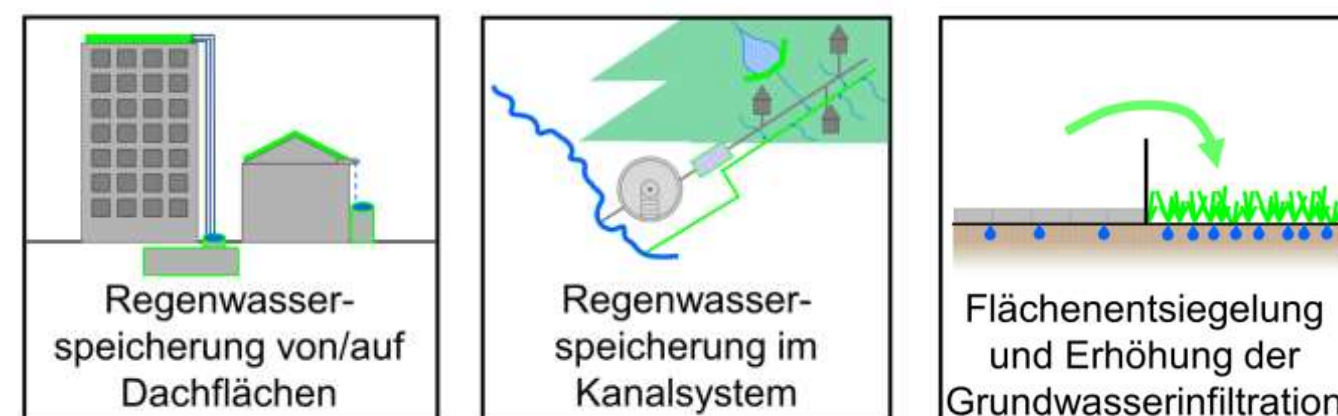 Regenwasser-
speicherung von/auf
Dachflächen
Regenwasser-
speicherung im
Kanalsystem
Flächenentsiegelung
und Erhöhung der
Grundwasserinfiltration